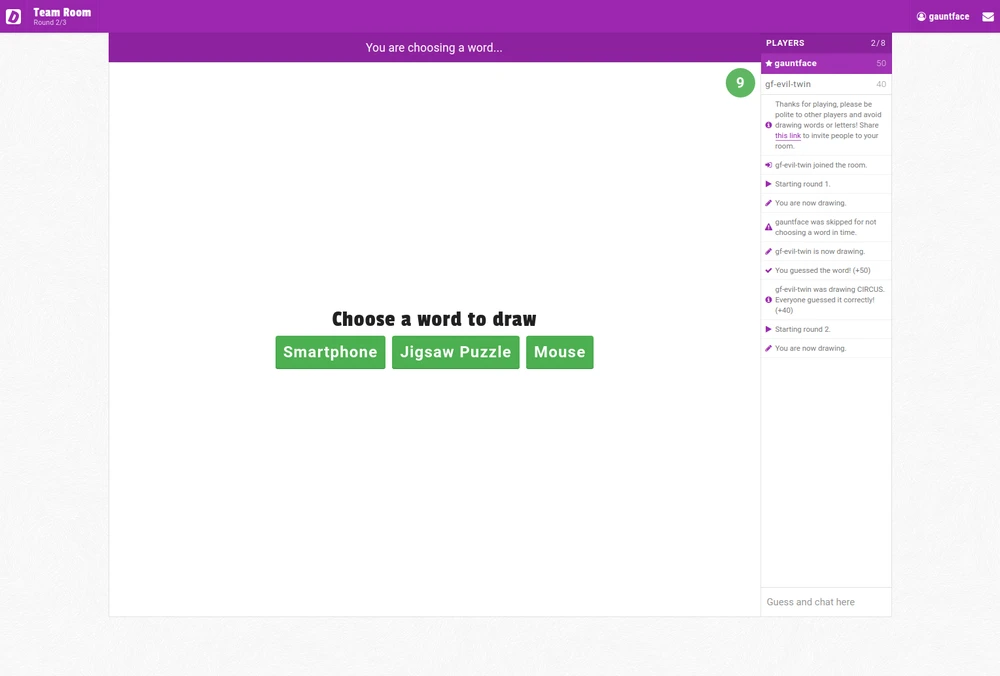 Team Room
Round 2/3
gauntface
You are choosing a word...
9
Choose a word to draw
Smartphone
Jigsaw Puzzle
Mouse
PLAYERS 2/8
gauntface 50
gf-evil-twin 40
Thanks for playing, please be
polite to other players and avoid
drawing words or letters! Share
this link to invite people to your
room.
gf-evil-twin joined the room.
Starting round 1.
You are now drawing.
gauntface was skipped for not
choosing a word in time.
gf-evil-twin is now drawing.
You guessed the word! (+50)
gf-evil-twin was drawing CIRCUS.
Everyone guessed it correctly!
(+40)
Starting round 2.
You are now drawing.
Guess and chat here